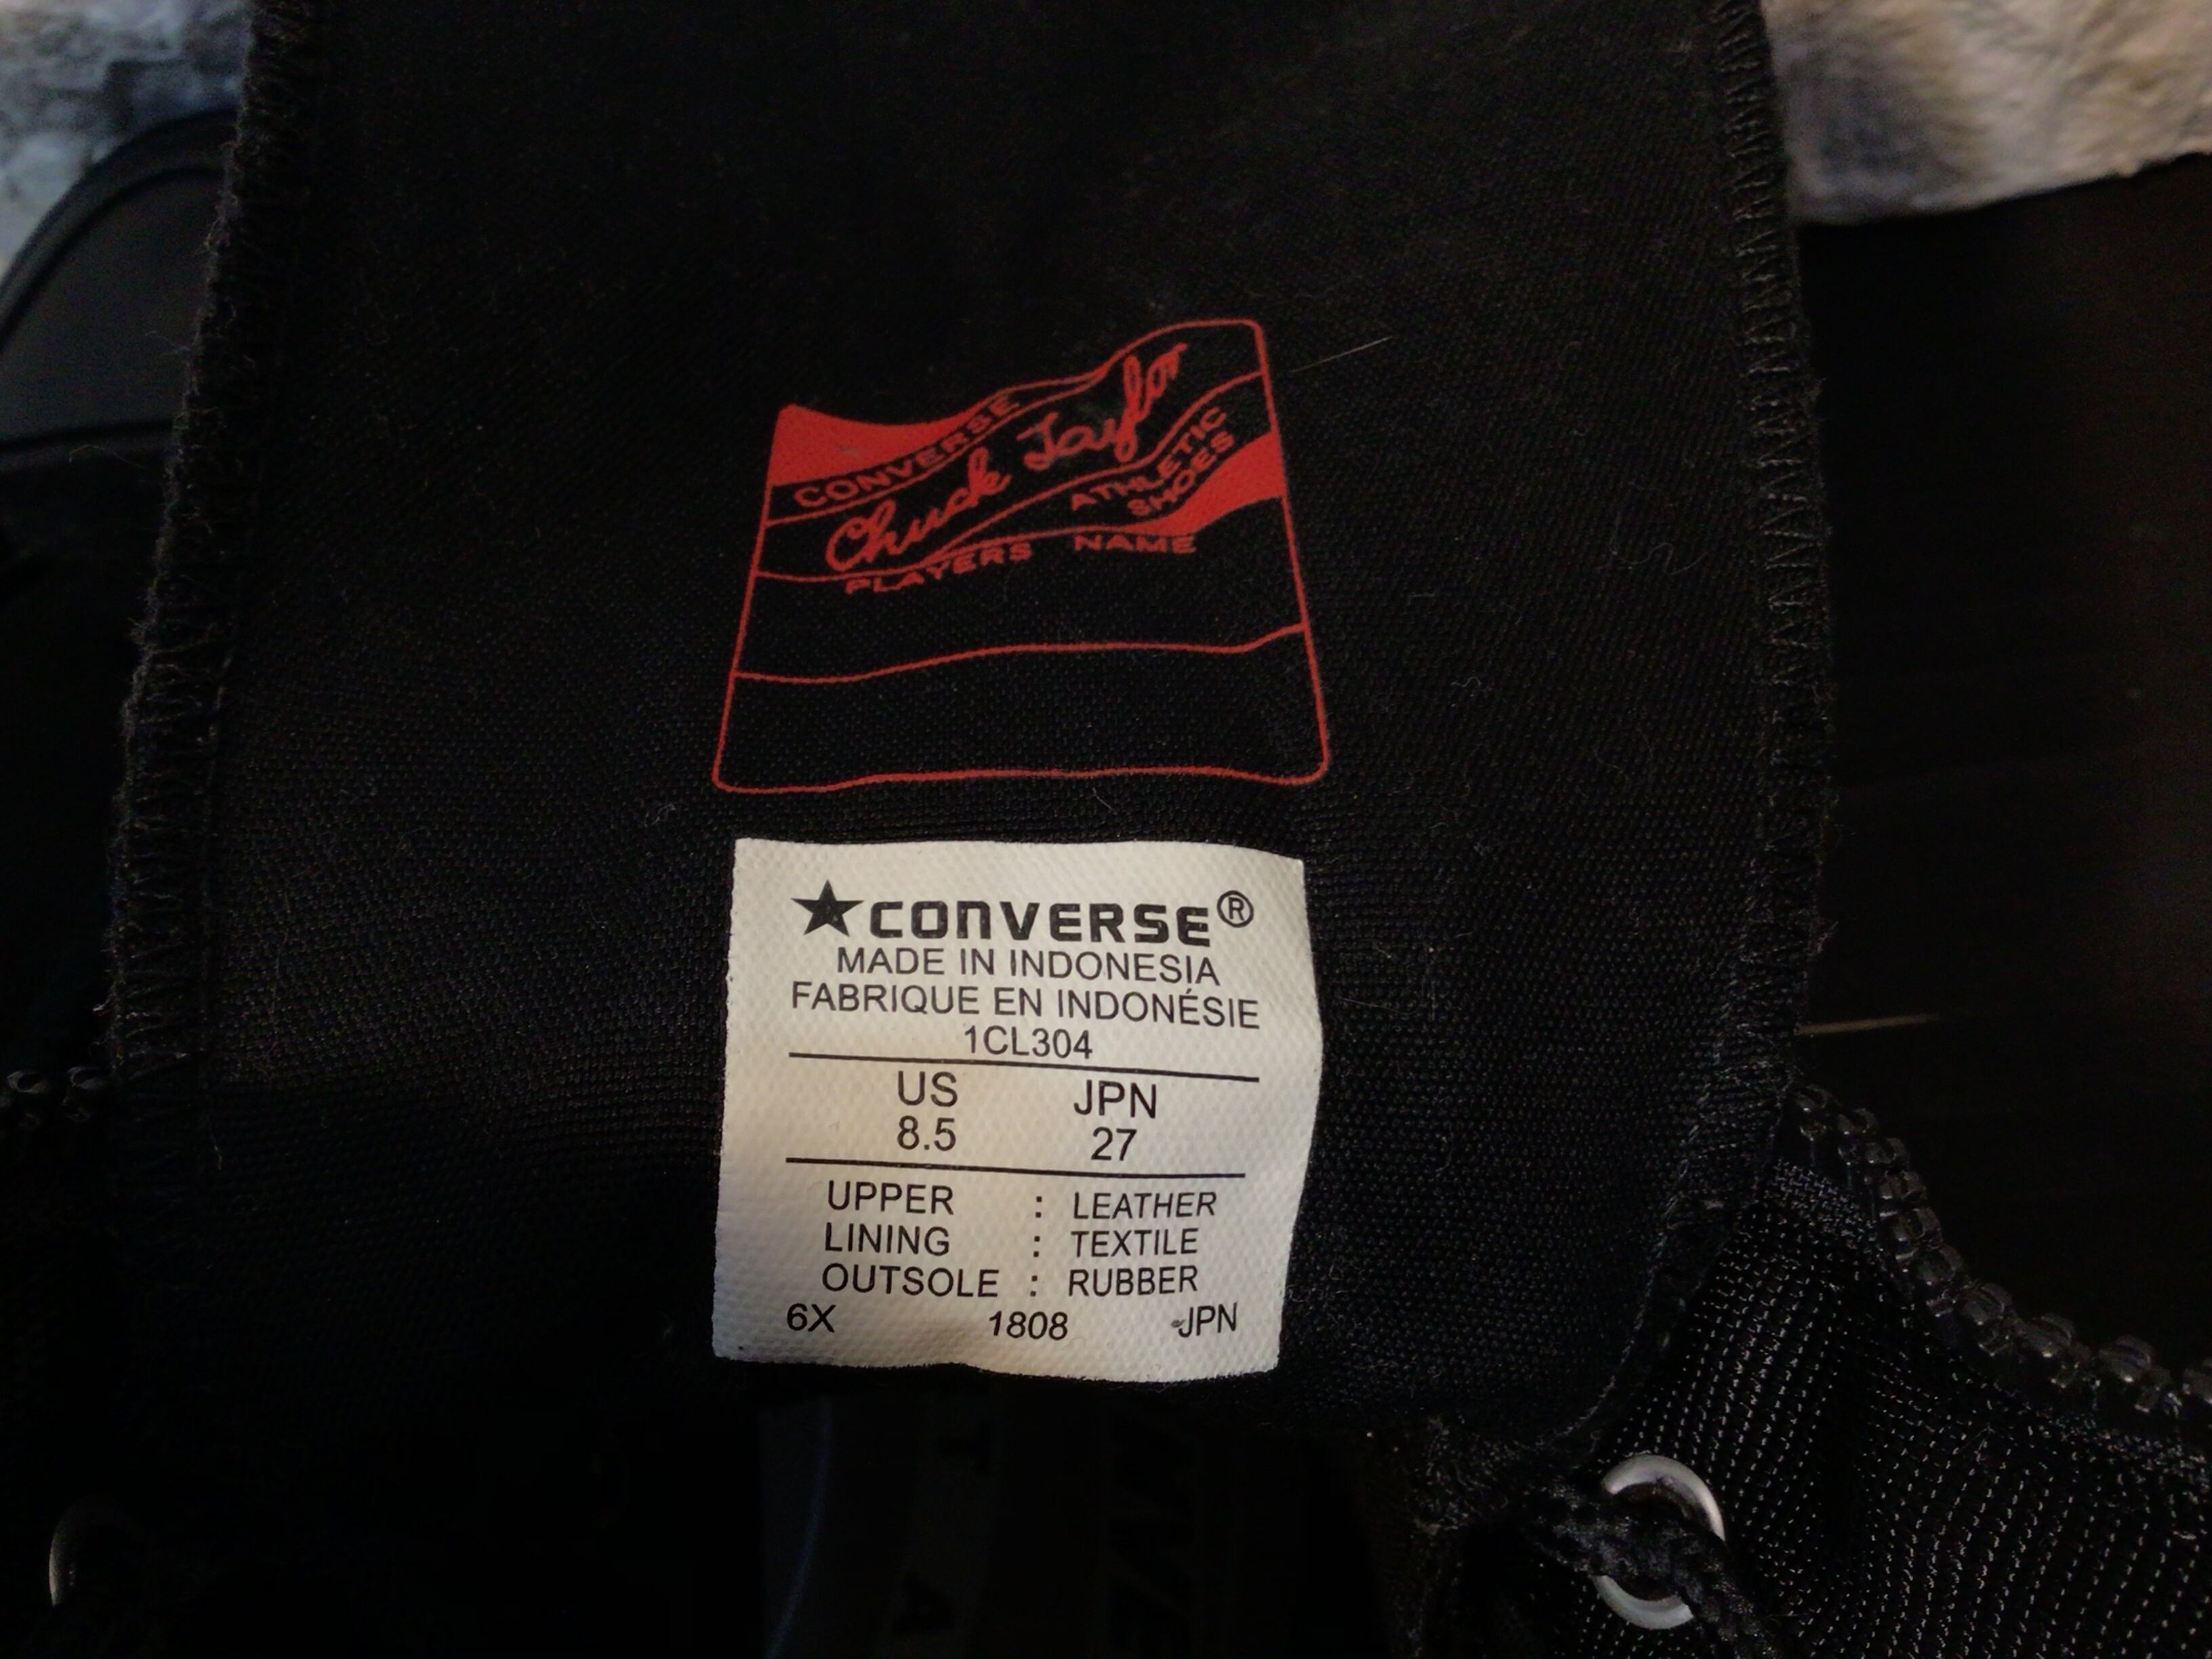 CONVERSE
Chuck Taylor
ATHLETIC
SHOES
PLAYERS NAME
★CONVERSE®
MADE IN INDONESIA
FABRIQUE EN INDONÉSIE
1CL304
US JPN
8.5 27
UPPER : LEATHER
LINING : TEXTILE
OUTSOLE : RUBBER
6X 1808 JPN